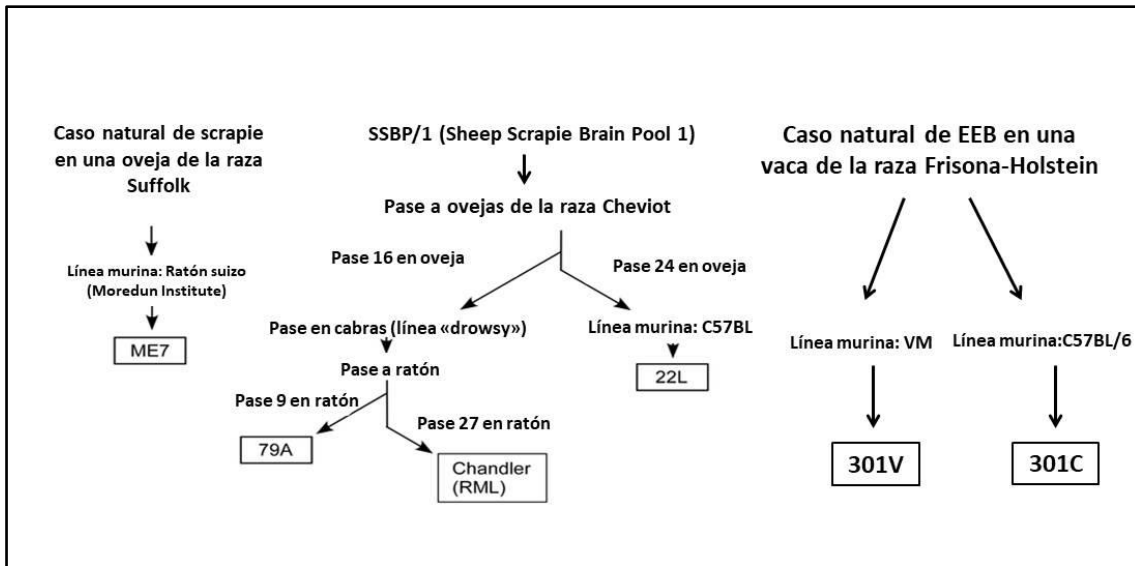 Caso natural de scrapie
en una oveja de la raza
Suffolk
Línea murina: Ratón suizo
(Moredun Institute)
ME7
SSBP/1 (Sheep Scrapie Brain Pool 1)
Pase a ovejas de la raza Cheviot
Pase 16 en oveja
Pase 24 en oveja
Pase en cabras (línea «drowsy»)
Línea murina: C57BL
22L
Pase a ratón
Pase 9 en ratón
Pase 27 en ratón
79A
Chandler
(RML)
Caso natural de EEB en una
vaca de la raza Frisona-Holstein
Línea murina: VM
Línea murina:C57BL/6
301V
301C